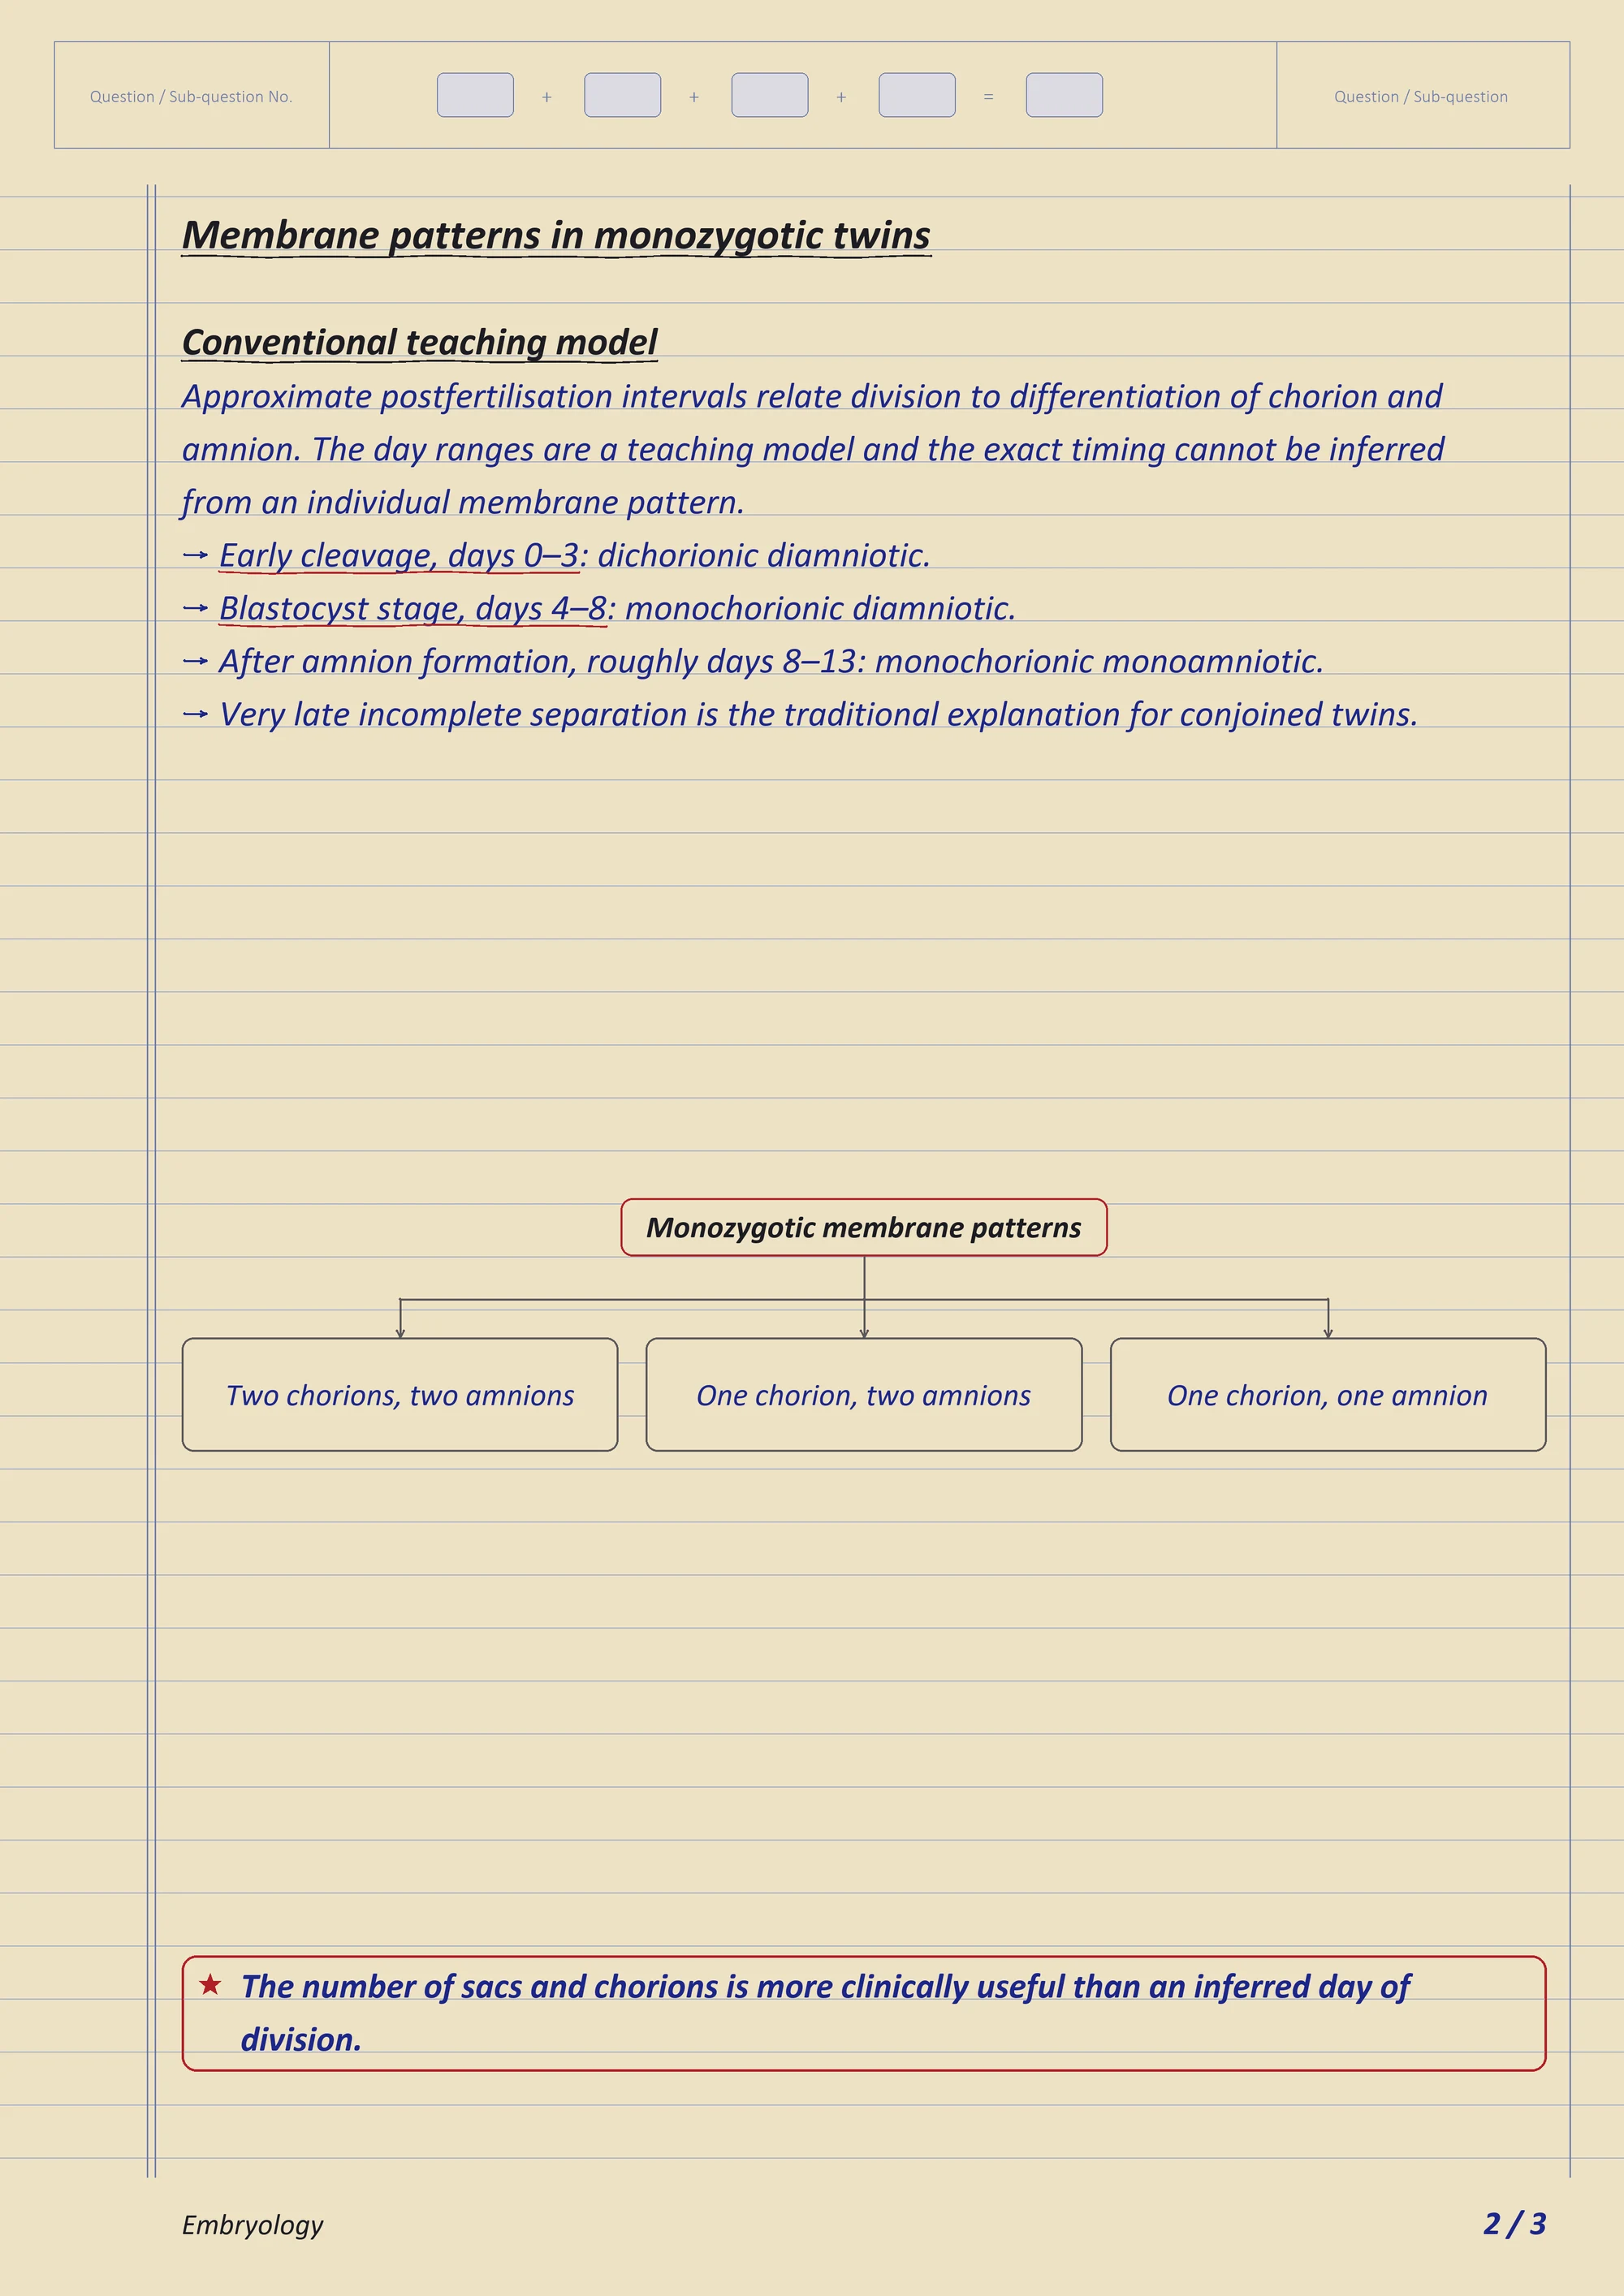 Question / Sub-question No.
+ + + =
Question / Sub-question
Membrane patterns in monozygotic twins
Conventional teaching model
Approximate postfertilisation intervals relate division to differentiation of chorion and
amnion. The day ranges are a teaching model and the exact timing cannot be inferred
from an individual membrane pattern.
→ Early cleavage, days 0–3: dichorionic diamniotic.
→ Blastocyst stage, days 4–8: monochorionic diamniotic.
→ After amnion formation, roughly days 8–13: monochorionic monoamniotic.
→ Very late incomplete separation is the traditional explanation for conjoined twins.
Monozygotic membrane patterns
Two chorions, two amnions
One chorion, two amnions
One chorion, one amnion
★ The number of sacs and chorions is more clinically useful than an inferred day of
division.
Embryology
2 / 3